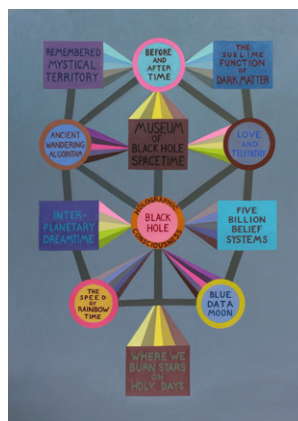 REMEMBERED
MYSTICAL
TERRITORY
BEFORE
AND
AFTER
TIME
THE
SUBLIME
FUNCTION
OF
DARK MATTER
ANCIENT
WANDERING
ALGORITHM
MUSEUM
OF
BLACK HOLE
SPACETIME
LOVE
AND
TELEPATHY
INTER-
PLANETARY
DREAMTIME
HOLOGRAPHIC
BLACK
HOLE
CONSCIOUSNESS
FIVE
BILLION
BELIEF
SYSTEMS
THE
SPEED
OF
RAINBOW
TIME
BLUE
DATA
MOON
WHERE WE
BURN STARS
ON
HOLY DAYS